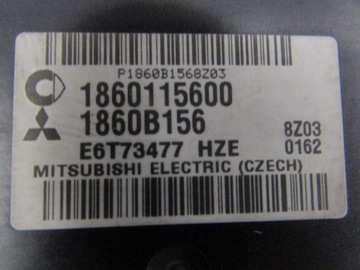 P1860B1568Z03
1860115600
1860B156
8Z03
E6T73477 HZE
0162
MITSUBISHI ELECTRIC (CZECH)